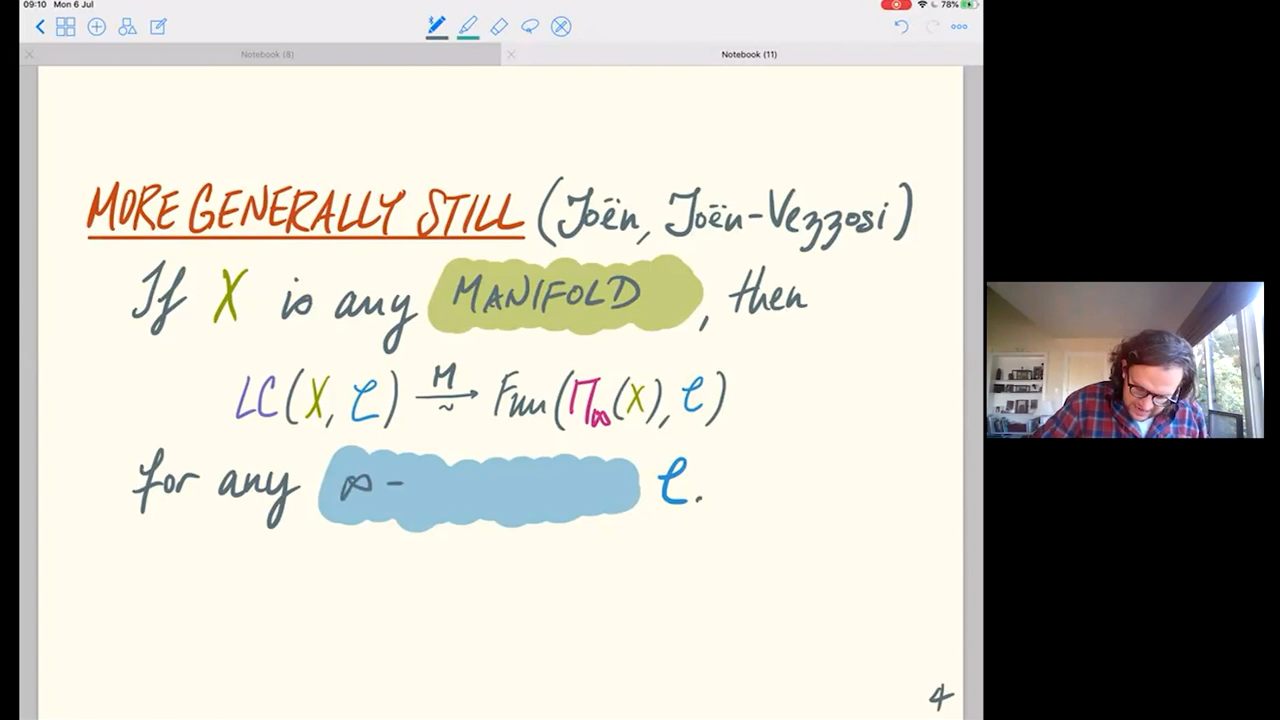 09:10 Mon 6 Jul
78%
Notebook (8)
Notebook (11)
MORE GENERALLY STILL (Toën, Toën-Vezzosi)
If X is any MANIFOLD, then
LC(X, C) M→~ Fun(Π∞(X), C)
for any ∞- C.
4